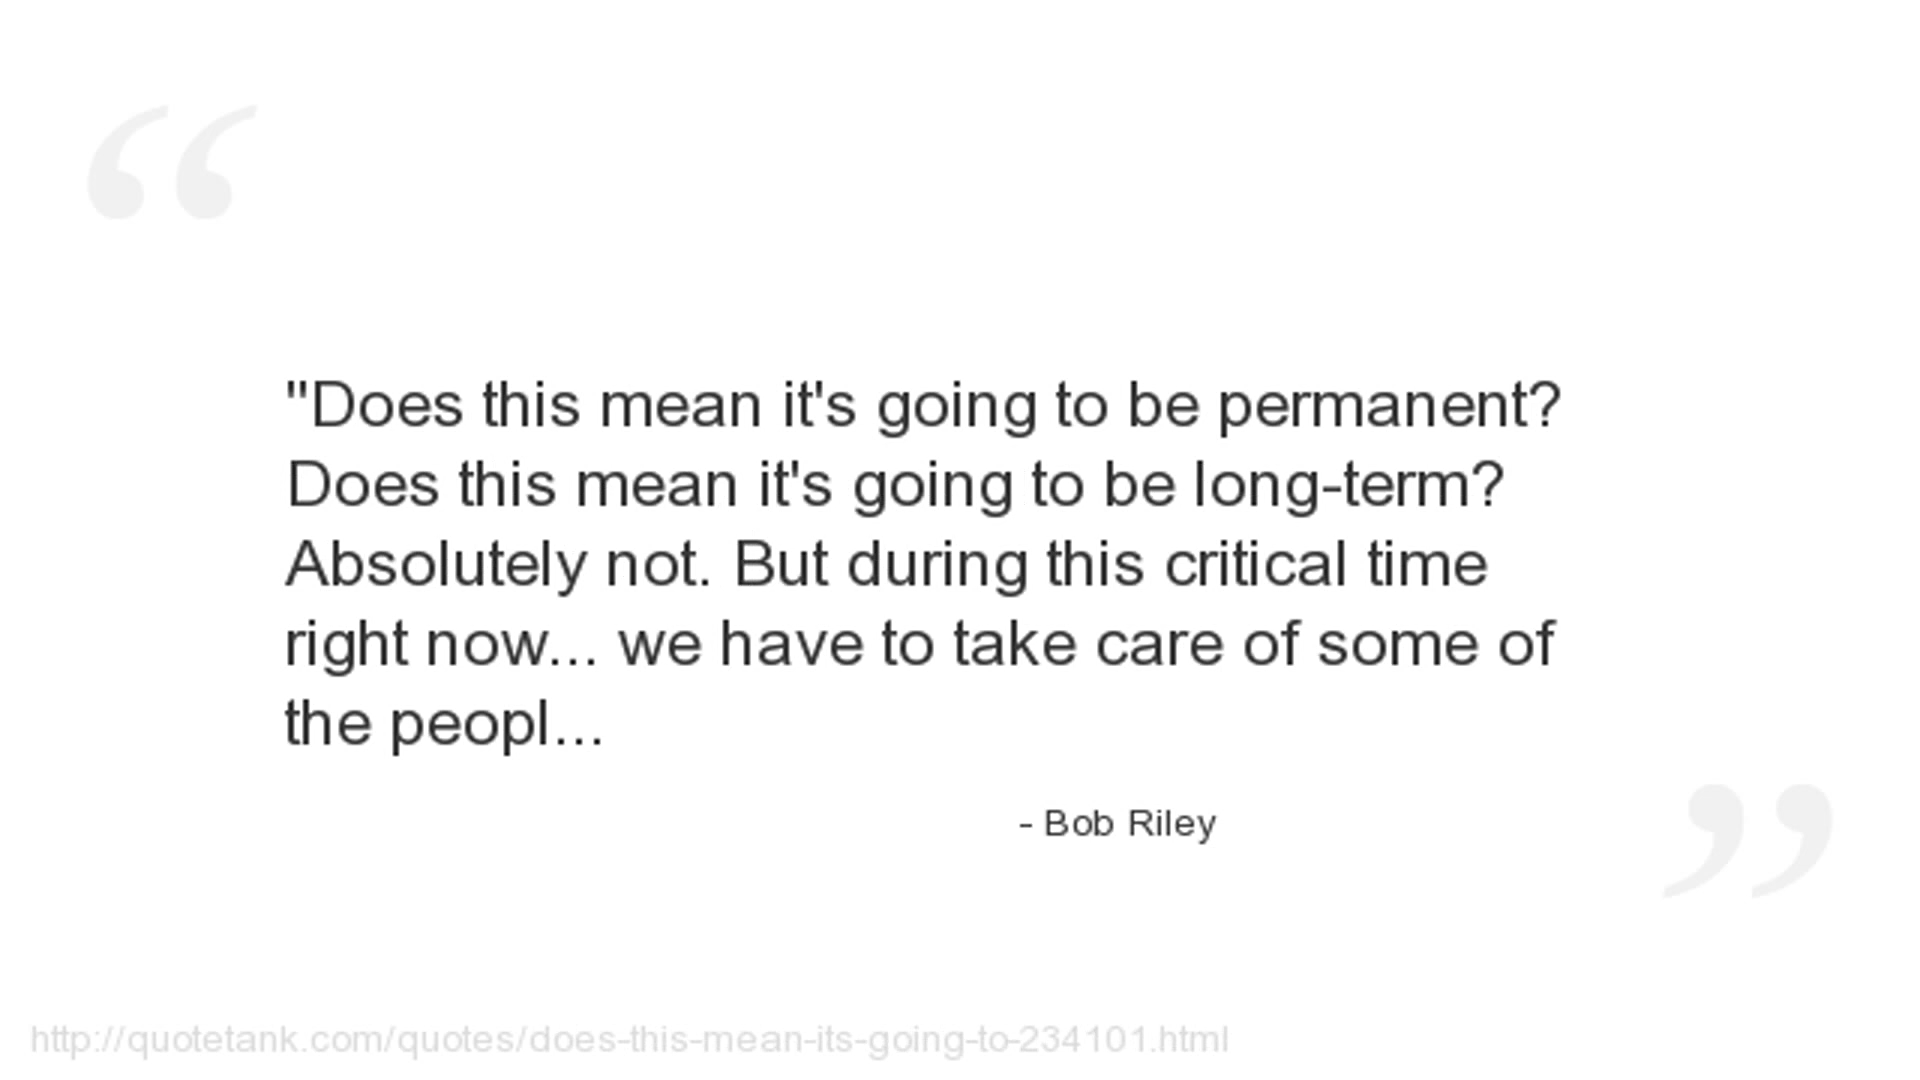 "Does this mean it's going to be permanent?
Does this mean it's going to be long-term?
Absolutely not. But during this critical time
right now... we have to take care of some of
the peopl...
- Bob Riley
http://quotetank.com/quotes/does-this-mean-its-going-to-234101.html